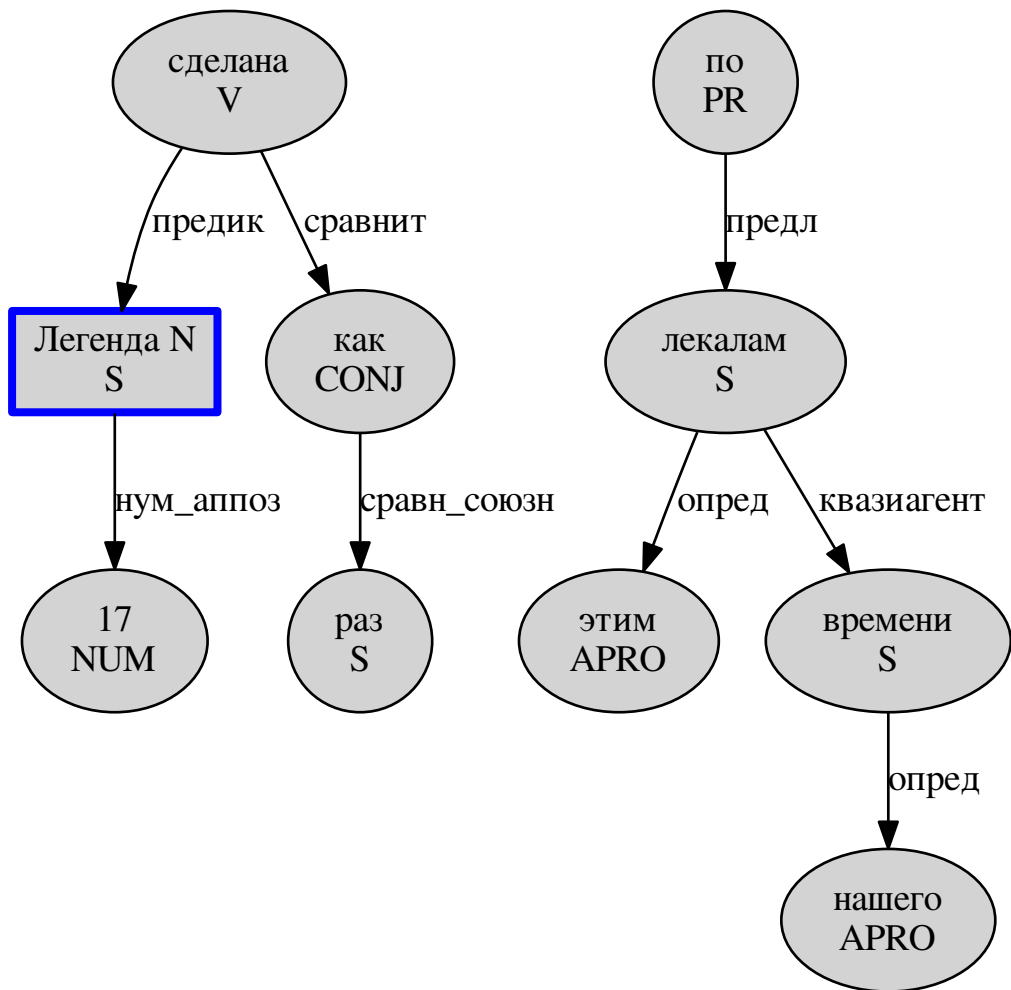 сделана
V
по
PR
предик
сравнит
предл
Легенда N
S
как
CONJ
лекалам
S
нум_аппоз
сравн_союзн
опред
квазиагент
17
NUM
раз
S
этим
APRO
времени
S
опред
нашего
APRO